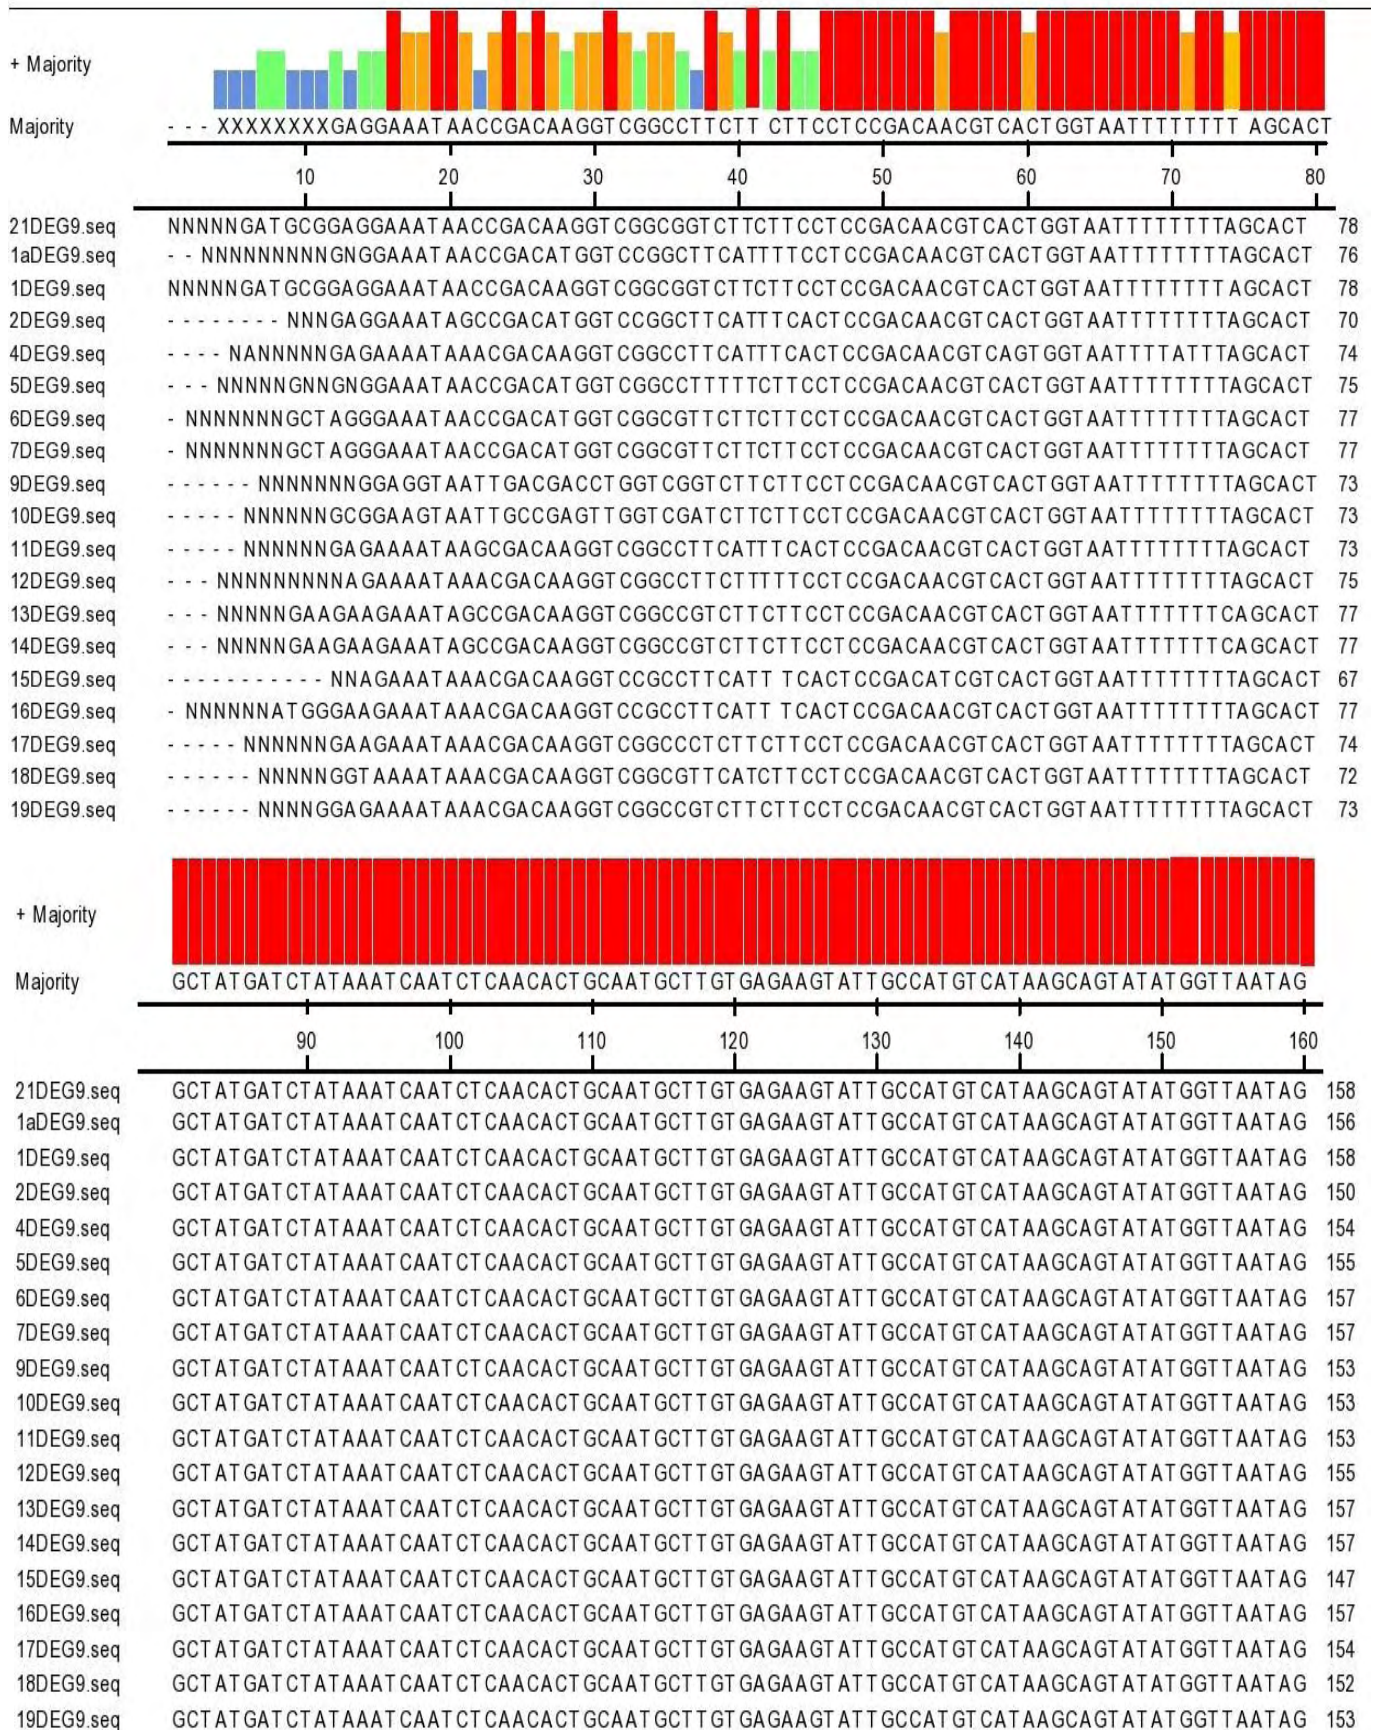 + Majority
Majority - - - XXXXXXXXGAGGAAATAACCGACAAGGTCGGCCTTCTT CTTCCTCCGACAACGTCACTGGTAATTTTTTTT AGCACT
10 20 30 40 50 60 70 80
21DEG9.seq NNNNNGATGCGGAGGAAATAACCGACAAGGTCGGCGGTCTTCTTCCTCCGACAACGTCACTGGTAATTTTTTTTAGCACT 78
1aDEG9.seq - - NNNNNNNNNGNGGAAATAACCGACATGGTCCGGCTTCATTTTCCTCCGACAACGTCACTGGTAATTTTTTTTAGCACT 76
1DEG9.seq NNNNNGATGCGGAGGAAATAACCGACAAGGTCGGCGGTCTTCTTCCTCCGACAACGTCACTGGTAATTTTTTTTAGCACT 78
2DEG9.seq - - - - - - - - NNNGAGGAAATAGCCGACATGGTCCGGCTTCATTTCACTCCGACAACGTCACTGGTAATTTTTTTTAGCACT 70
4DEG9.seq - - - - NANNNNNGAGAAAATAAACGACAAGGTCGGCCTTCATTTCACTCCGACAACGTCAGTGGTAATTTTATTTAGCACT 74
5DEG9.seq - - - NNNNNGNNGNGGAAATAACCGACATGGTCGGCCTTTTTCTTCCTCCGACAACGTCACTGGTAATTTTTTTTAGCACT 75
6DEG9.seq - NNNNNNNGCTAGGGAAATAACCGACATGGTCGGCGTTCTTCTTCCTCCGACAACGTCACTGGTAATTTTTTTTAGCACT 77
7DEG9.seq - NNNNNNNGCTAGGGAAATAACCGACATGGTCGGCGTTCTTCTTCCTCCGACAACGTCACTGGTAATTTTTTTTAGCACT 77
9DEG9.seq - - - - - - NNNNNNNGGAGGTAATTGACGACCTGGTCGGTCTTCTTCCTCCGACAACGTCACTGGTAATTTTTTTTAGCACT 73
10DEG9.seq - - - - - NNNNNNGCGGAAGTAATTGCCGAGTTGGTCGATCTTCTTCCTCCGACAACGTCACTGGTAATTTTTTTTAGCACT 73
11DEG9.seq - - - - - NNNNNNGAGAAAATAAGCGACAAGGTCGGCCTTCATTTCACTCCGACAACGTCACTGGTAATTTTTTTTAGCACT 73
12DEG9.seq - - - NNNNNNNNNAGAAAATAAACGACAAGGTCGGCCTTCTTTTTCCTCCGACAACGTCACTGGTAATTTTTTTTAGCACT 75
13DEG9.seq - - - NNNNNGAAGAAGAAATAGCCGACAAGGTCGGCCGTCTTCTTCCTCCGACAACGTCACTGGTAATTTTTTTCAGCACT 77
14DEG9.seq - - - NNNNNGAAGAAGAAATAGCCGACAAGGTCGGCCGTCTTCTTCCTCCGACAACGTCACTGGTAATTTTTTTCAGCACT 77
15DEG9.seq - - - - - - - - - - - NNAGAAATAAACGACAAGGTCCGCCTTCATT TCACTCCGACATCGTCACTGGTAATTTTTTTTAGCACT 67
16DEG9.seq - NNNNNNATGGGAAGAAATAAACGACAAGGTCCGCCTTCATT TCACTCCGACAACGTCACTGGTAATTTTTTTTAGCACT 77
17DEG9.seq - - - - - NNNNNNGAAGAAATAAACGACAAGGTCGGCCCTCTTCTTCCTCCGACAACGTCACTGGTAATTTTTTTTAGCACT 74
18DEG9.seq - - - - - - NNNNNGGTAAAATAAACGACAAGGTCGGCGTTCATCTTCCTCCGACAACGTCACTGGTAATTTTTTTTAGCACT 72
19DEG9.seq - - - - - - NNNNGGAGAAAATAAACGACAAGGTCGGCCGTCTTCTTCCTCCGACAACGTCACTGGTAATTTTTTTTAGCACT 73
+ Majority
Majority GCTATGATCTATAAATCAATCTCAACACTGCAATGCTTGTGAGAAGTATTGCCATGTCATAAGCAGTATATGGTTAATAG
90 100 110 120 130 140 150 160
21DEG9.seq GCTATGATCTATAAATCAATCTCAACACTGCAATGCTTGTGAGAAGTATTGCCATGTCATAAGCAGTATATGGTTAATAG 158
1aDEG9.seq GCTATGATCTATAAATCAATCTCAACACTGCAATGCTTGTGAGAAGTATTGCCATGTCATAAGCAGTATATGGTTAATAG 156
1DEG9.seq GCTATGATCTATAAATCAATCTCAACACTGCAATGCTTGTGAGAAGTATTGCCATGTCATAAGCAGTATATGGTTAATAG 158
2DEG9.seq GCTATGATCTATAAATCAATCTCAACACTGCAATGCTTGTGAGAAGTATTGCCATGTCATAAGCAGTATATGGTTAATAG 150
4DEG9.seq GCTATGATCTATAAATCAATCTCAACACTGCAATGCTTGTGAGAAGTATTGCCATGTCATAAGCAGTATATGGTTAATAG 154
5DEG9.seq GCTATGATCTATAAATCAATCTCAACACTGCAATGCTTGTGAGAAGTATTGCCATGTCATAAGCAGTATATGGTTAATAG 155
6DEG9.seq GCTATGATCTATAAATCAATCTCAACACTGCAATGCTTGTGAGAAGTATTGCCATGTCATAAGCAGTATATGGTTAATAG 157
7DEG9.seq GCTATGATCTATAAATCAATCTCAACACTGCAATGCTTGTGAGAAGTATTGCCATGTCATAAGCAGTATATGGTTAATAG 157
9DEG9.seq GCTATGATCTATAAATCAATCTCAACACTGCAATGCTTGTGAGAAGTATTGCCATGTCATAAGCAGTATATGGTTAATAG 153
10DEG9.seq GCTATGATCTATAAATCAATCTCAACACTGCAATGCTTGTGAGAAGTATTGCCATGTCATAAGCAGTATATGGTTAATAG 153
11DEG9.seq GCTATGATCTATAAATCAATCTCAACACTGCAATGCTTGTGAGAAGTATTGCCATGTCATAAGCAGTATATGGTTAATAG 153
12DEG9.seq GCTATGATCTATAAATCAATCTCAACACTGCAATGCTTGTGAGAAGTATTGCCATGTCATAAGCAGTATATGGTTAATAG 155
13DEG9.seq GCTATGATCTATAAATCAATCTCAACACTGCAATGCTTGTGAGAAGTATTGCCATGTCATAAGCAGTATATGGTTAATAG 157
14DEG9.seq GCTATGATCTATAAATCAATCTCAACACTGCAATGCTTGTGAGAAGTATTGCCATGTCATAAGCAGTATATGGTTAATAG 157
15DEG9.seq GCTATGATCTATAAATCAATCTCAACACTGCAATGCTTGTGAGAAGTATTGCCATGTCATAAGCAGTATATGGTTAATAG 147
16DEG9.seq GCTATGATCTATAAATCAATCTCAACACTGCAATGCTTGTGAGAAGTATTGCCATGTCATAAGCAGTATATGGTTAATAG 157
17DEG9.seq GCTATGATCTATAAATCAATCTCAACACTGCAATGCTTGTGAGAAGTATTGCCATGTCATAAGCAGTATATGGTTAATAG 154
18DEG9.seq GCTATGATCTATAAATCAATCTCAACACTGCAATGCTTGTGAGAAGTATTGCCATGTCATAAGCAGTATATGGTTAATAG 152
19DEG9.seq GCTATGATCTATAAATCAATCTCAACACTGCAATGCTTGTGAGAAGTATTGCCATGTCATAAGCAGTATATGGTTAATAG 153